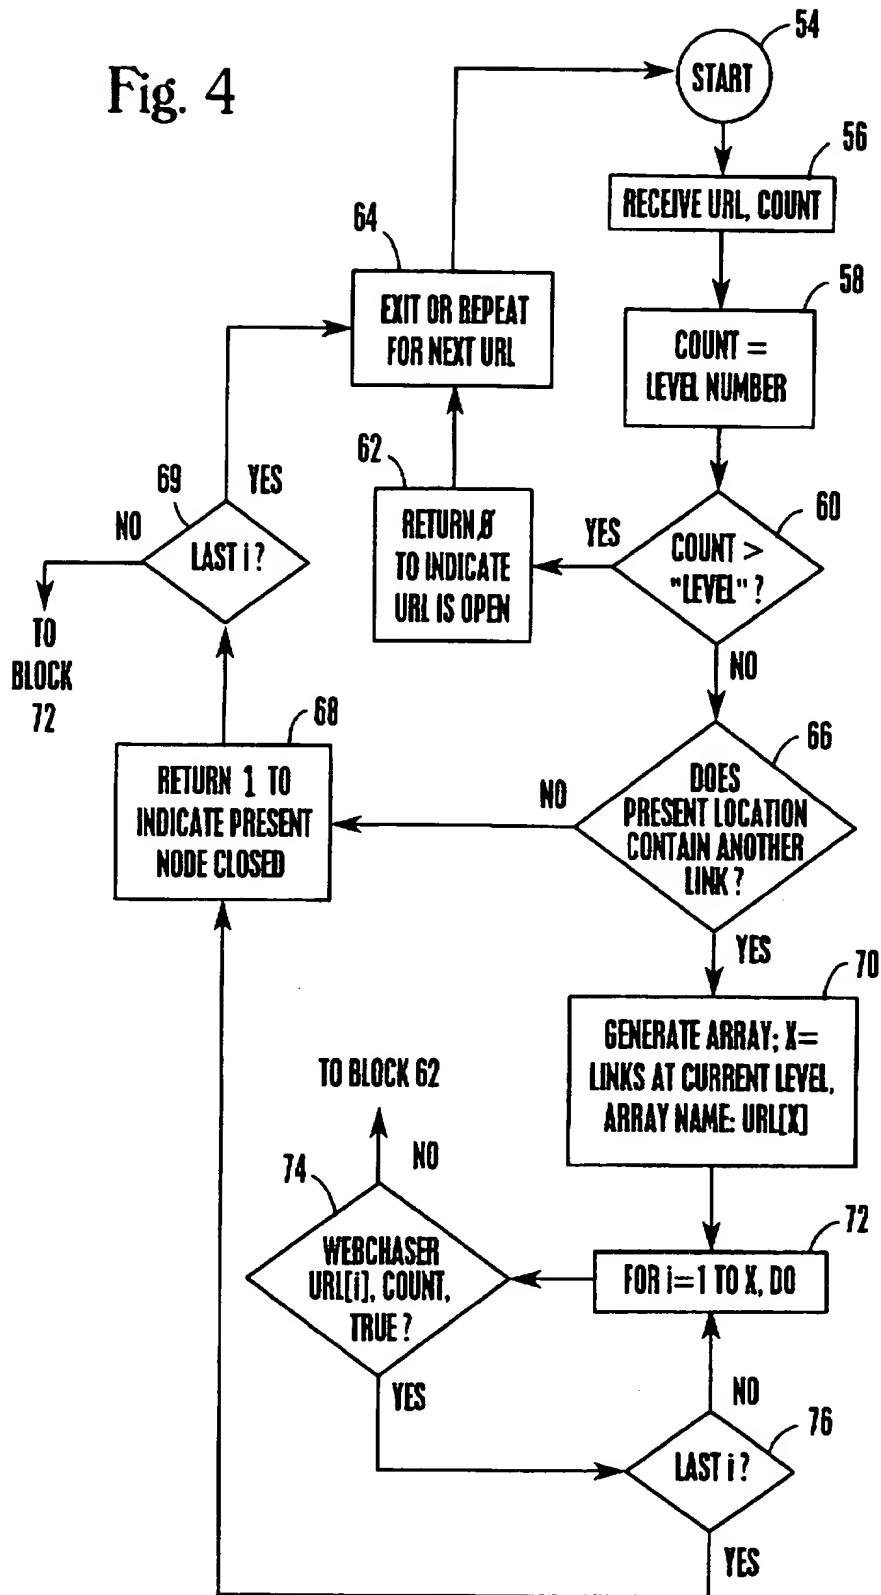 Fig. 4
54
START
56
RECEIVE URL, COUNT
58
COUNT =
LEVEL NUMBER
60
COUNT >
"LEVEL" ?
YES
NO
62
RETURN 0
TO INDICATE
URL IS OPEN
64
EXIT OR REPEAT
FOR NEXT URL
66
DOES
PRESENT LOCATION
CONTAIN ANOTHER
LINK ?
NO
YES
68
RETURN 1 TO
INDICATE PRESENT
NODE CLOSED
69
LAST i ?
YES
NO
TO
BLOCK
72
70
GENERATE ARRAY; X=
LINKS AT CURRENT LEVEL,
ARRAY NAME: URL[X]
72
FOR i=1 TO X, DO
74
WEBCHASER
URL[i], COUNT,
TRUE ?
NO
TO BLOCK 62
YES
76
LAST i ?
NO
YES